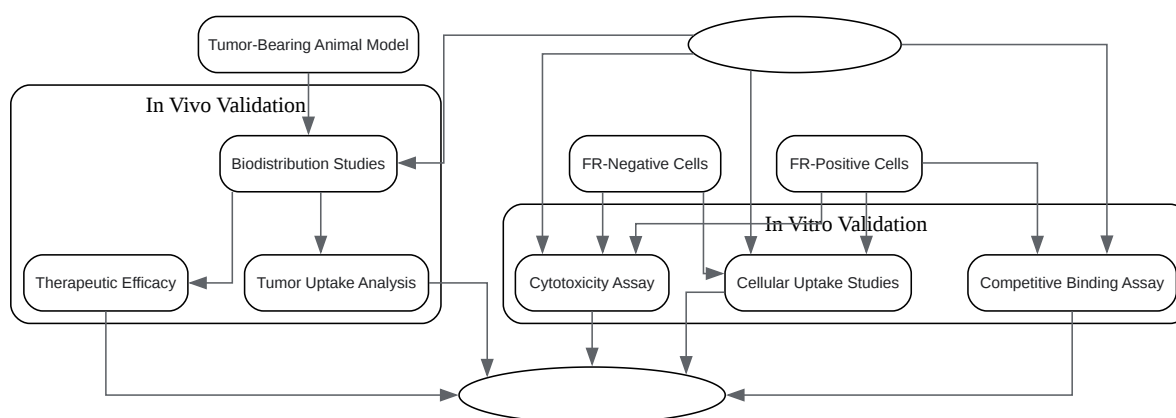 Tumor-Bearing Animal Model
In Vivo Validation
Biodistribution Studies
FR-Negative Cells
FR-Positive Cells
In Vitro Validation
Therapeutic Efficacy
Tumor Uptake Analysis
Cytotoxicity Assay
Cellular Uptake Studies
Competitive Binding Assay